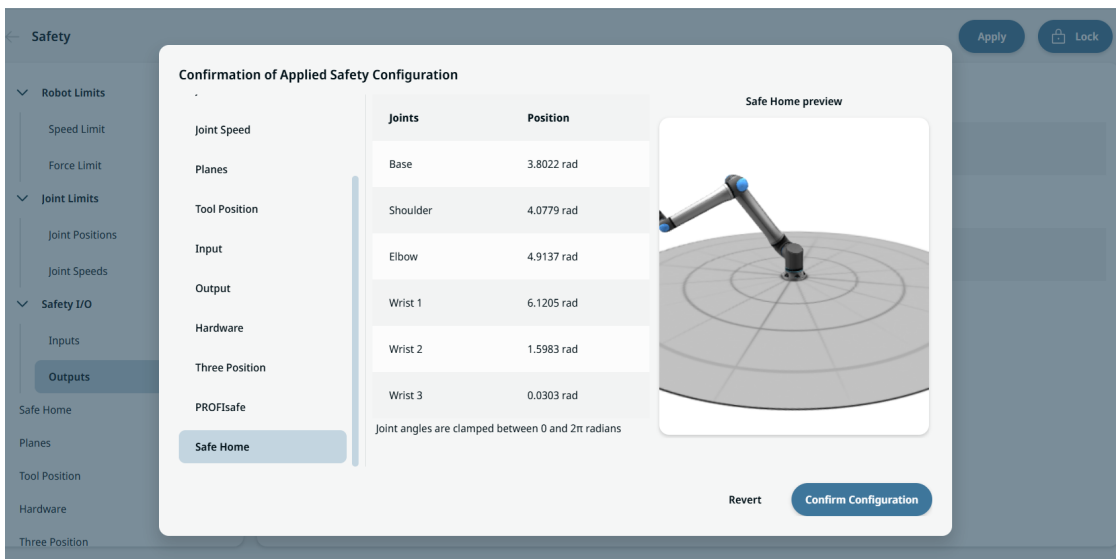 Safety
Apply
Lock
Robot Limits
Speed Limit
Force Limit
Joint Limits
Joint Positions
Joint Speeds
Safety I/O
Inputs
Outputs
Safe Home
Planes
Tool Position
Hardware
Three Position
Confirmation of Applied Safety Configuration
Joint Speed
Planes
Tool Position
Input
Output
Hardware
Three Position
PROFIsafe
Safe Home
Joints Position
Base 3.8022 rad
Shoulder 4.0779 rad
Elbow 4.9137 rad
Wrist 1 6.1205 rad
Wrist 2 1.5983 rad
Wrist 3 0.0303 rad
Joint angles are clamped between 0 and 2π radians
Safe Home preview
Revert
Confirm Configuration